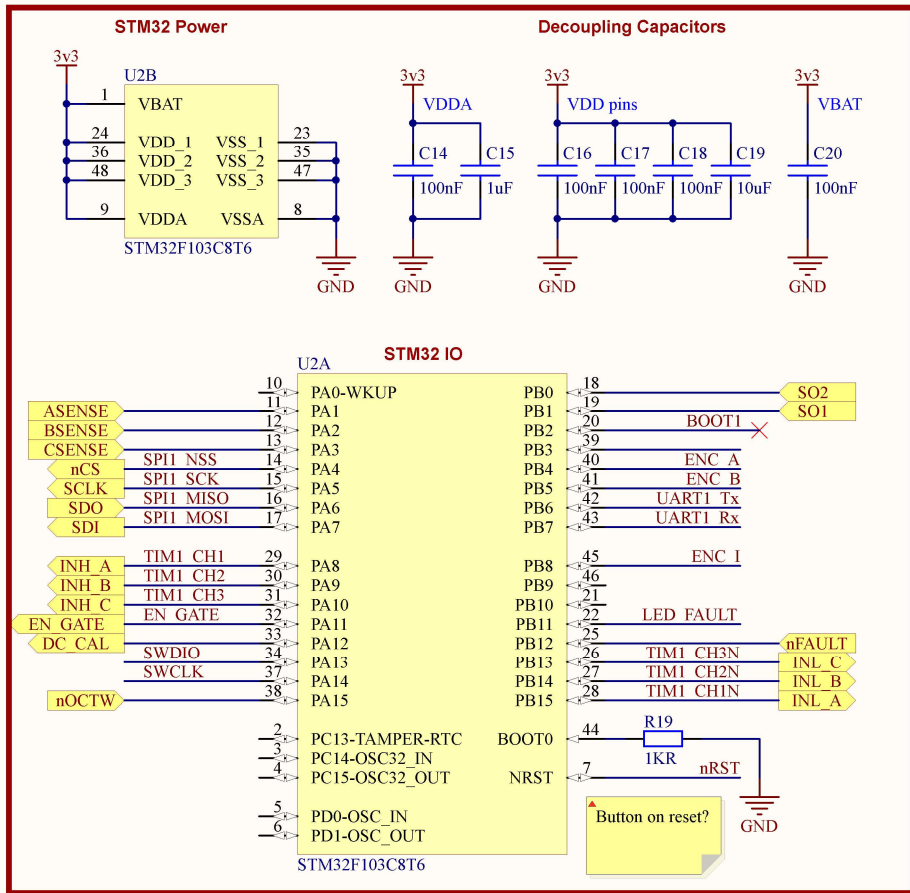 STM32 Power
Decoupling Capacitors
3v3
U2B
1 VBAT
24 VDD_1 VSS_1 23
36 VDD_2 VSS_2 35
48 VDD_3 VSS_3 47
9 VDDA VSSA 8
STM32F103C8T6
GND
3v3
VDDA
C14
100nF
C15
1uF
GND
3v3
VDD pins
C16
100nF
C17
100nF
C18
100nF
C19
10uF
GND
3v3
VBAT
C20
100nF
GND
STM32 IO
U2A
10 PA0-WKUP
ASENSE 11 PA1
BSENSE 12 PA2
CSENSE 13 PA3
nCS SPI1_NSS 14 PA4
SCLK SPI1_SCK 15 PA5
SDO SPI1_MISO 16 PA6
SDI SPI1_MOSI 17 PA7
INH_A TIM1_CH1 29 PA8
INH_B TIM1_CH2 30 PA9
INH_C TIM1_CH3 31 PA10
EN_GATE EN_GATE 32 PA11
DC_CAL 33 PA12
SWDIO 34 PA13
SWCLK 37 PA14
nOCTW 38 PA15
2 PC13-TAMPER-RTC
3 PC14-OSC32_IN
4 PC15-OSC32_OUT
5 PD0-OSC_IN
6 PD1-OSC_OUT
PB0 18 SO2
PB1 19 SO1
PB2 20 BOOT1
PB3 39
PB4 40 ENC_A
PB5 41 ENC_B
PB6 42 UART1_Tx
PB7 43 UART1_Rx
PB8 45 ENC_I
PB9 46
PB10 21
PB11 22 LED_FAULT
PB12 25 nFAULT
PB13 26 TIM1_CH3N INL_C
PB14 27 TIM1_CH2N INL_B
PB15 28 TIM1_CH1N INL_A
BOOT0 44 R19
1KR
NRST 7 nRST
GND
Button on reset?
STM32F103C8T6